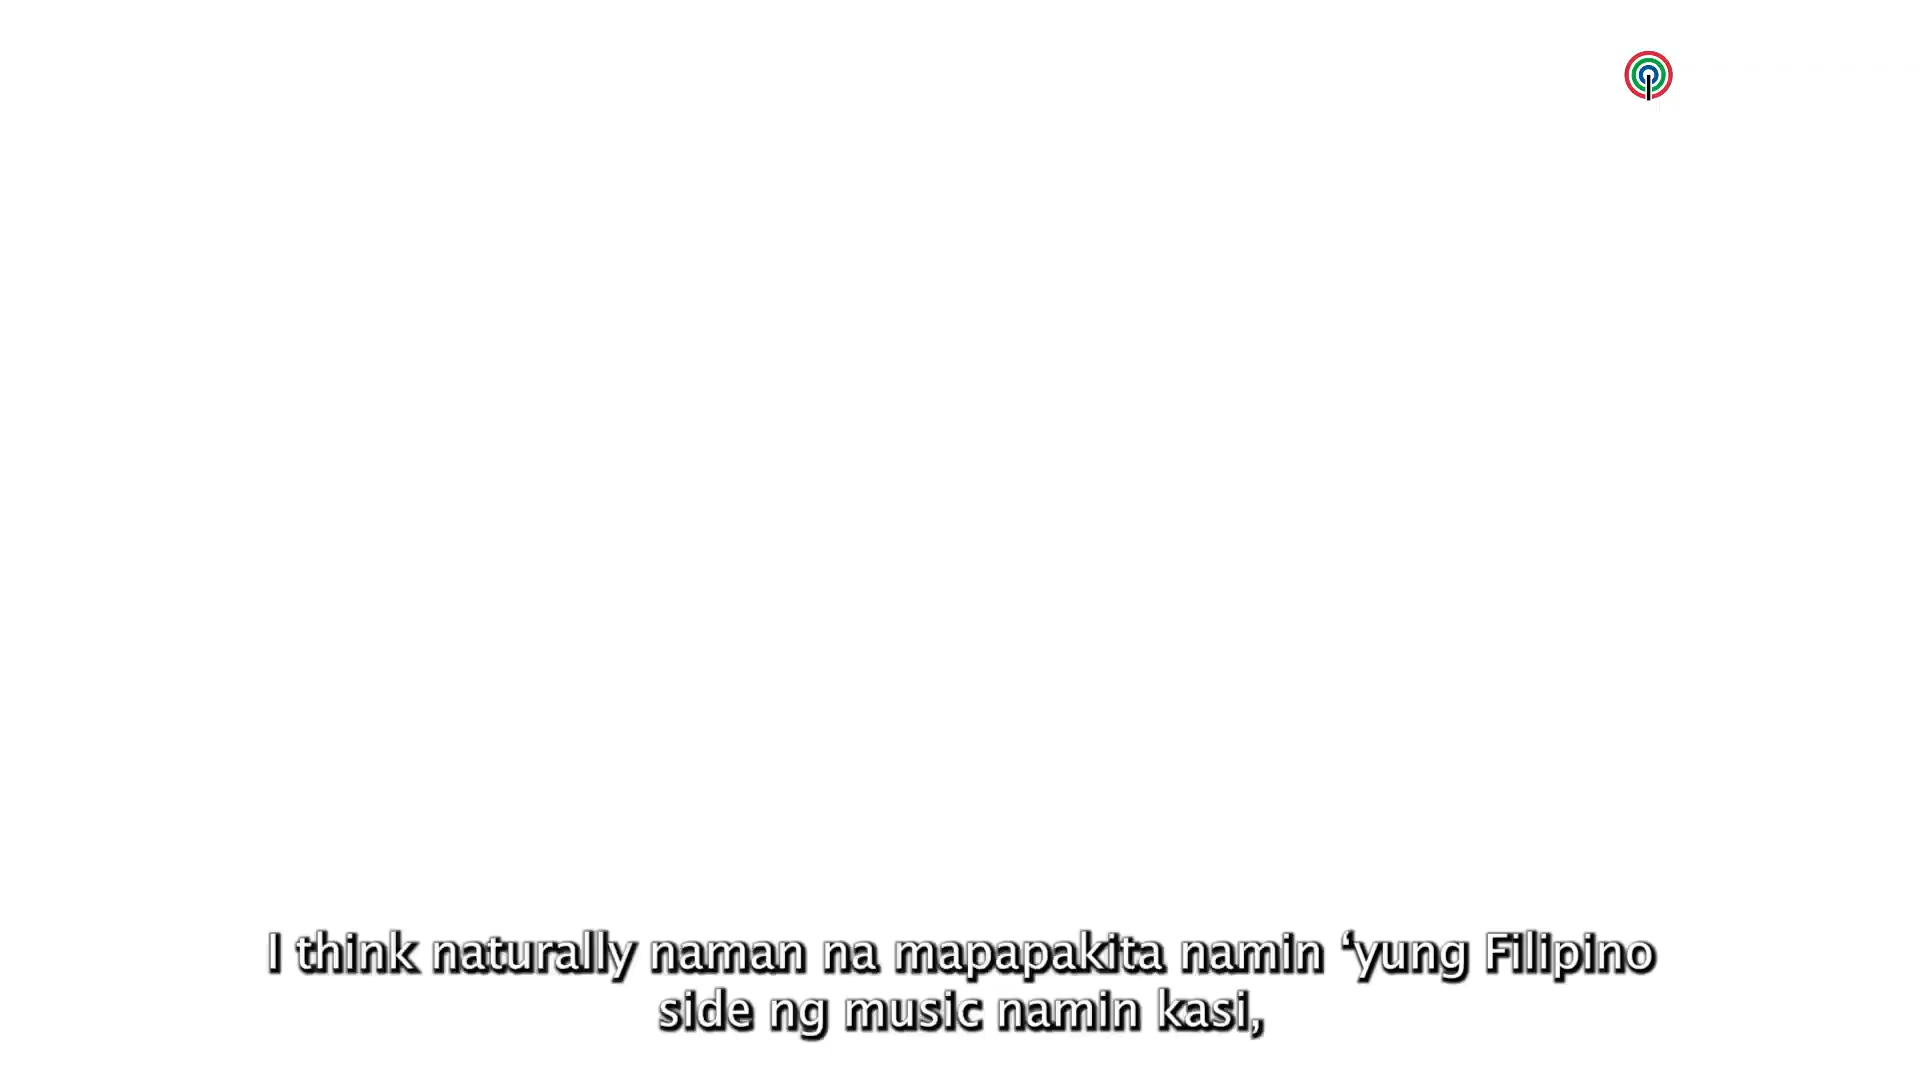 I think naturally naman na mapapakita namin ‘yung Filipino
side ng music namin kasi,